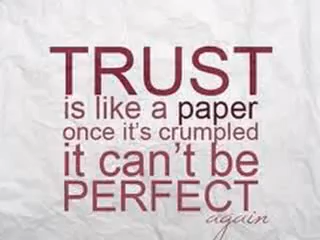 TRUST
is like a paper
once it's crumpled
it can't be
PERFECT
again